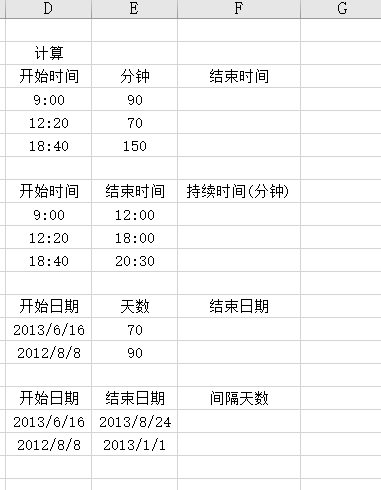 D E F G
计算
开始时间 分钟 结束时间
9:00 90
12:20 70
18:40 150
开始时间 结束时间 持续时间(分钟)
9:00 12:00
12:20 18:00
18:40 20:30
开始日期 天数 结束日期
2013/6/16 70
2012/8/8 90
开始日期 结束日期 间隔天数
2013/6/16 2013/8/24
2012/8/8 2013/1/1